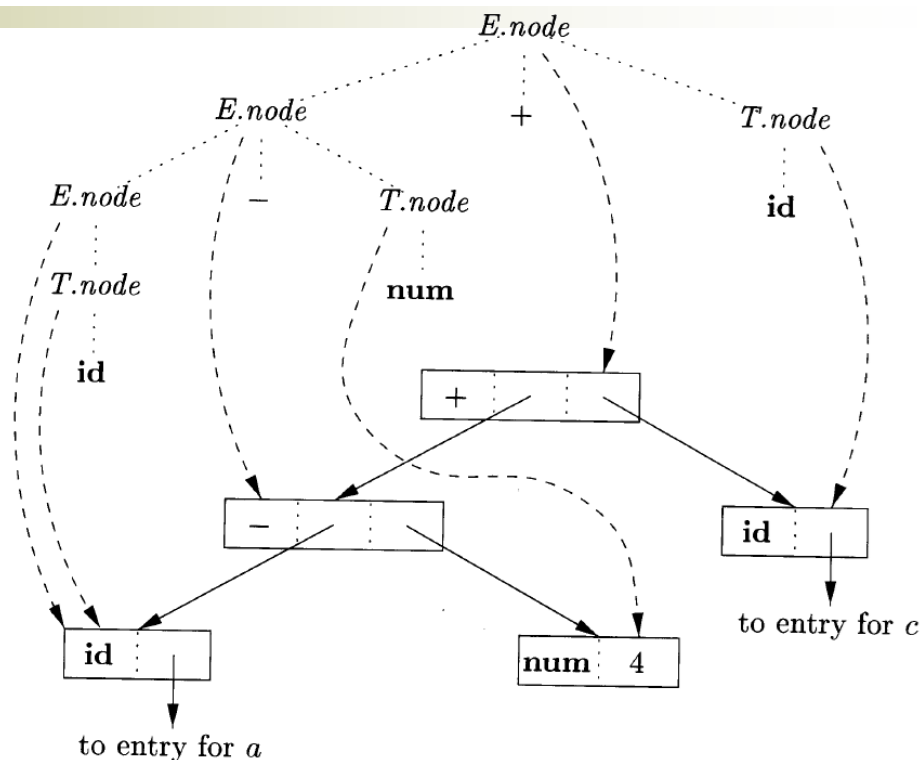 E.node
E.node + T.node
E.node − T.node id
T.node num
id
+
− id
to entry for c
id num 4
to entry for a